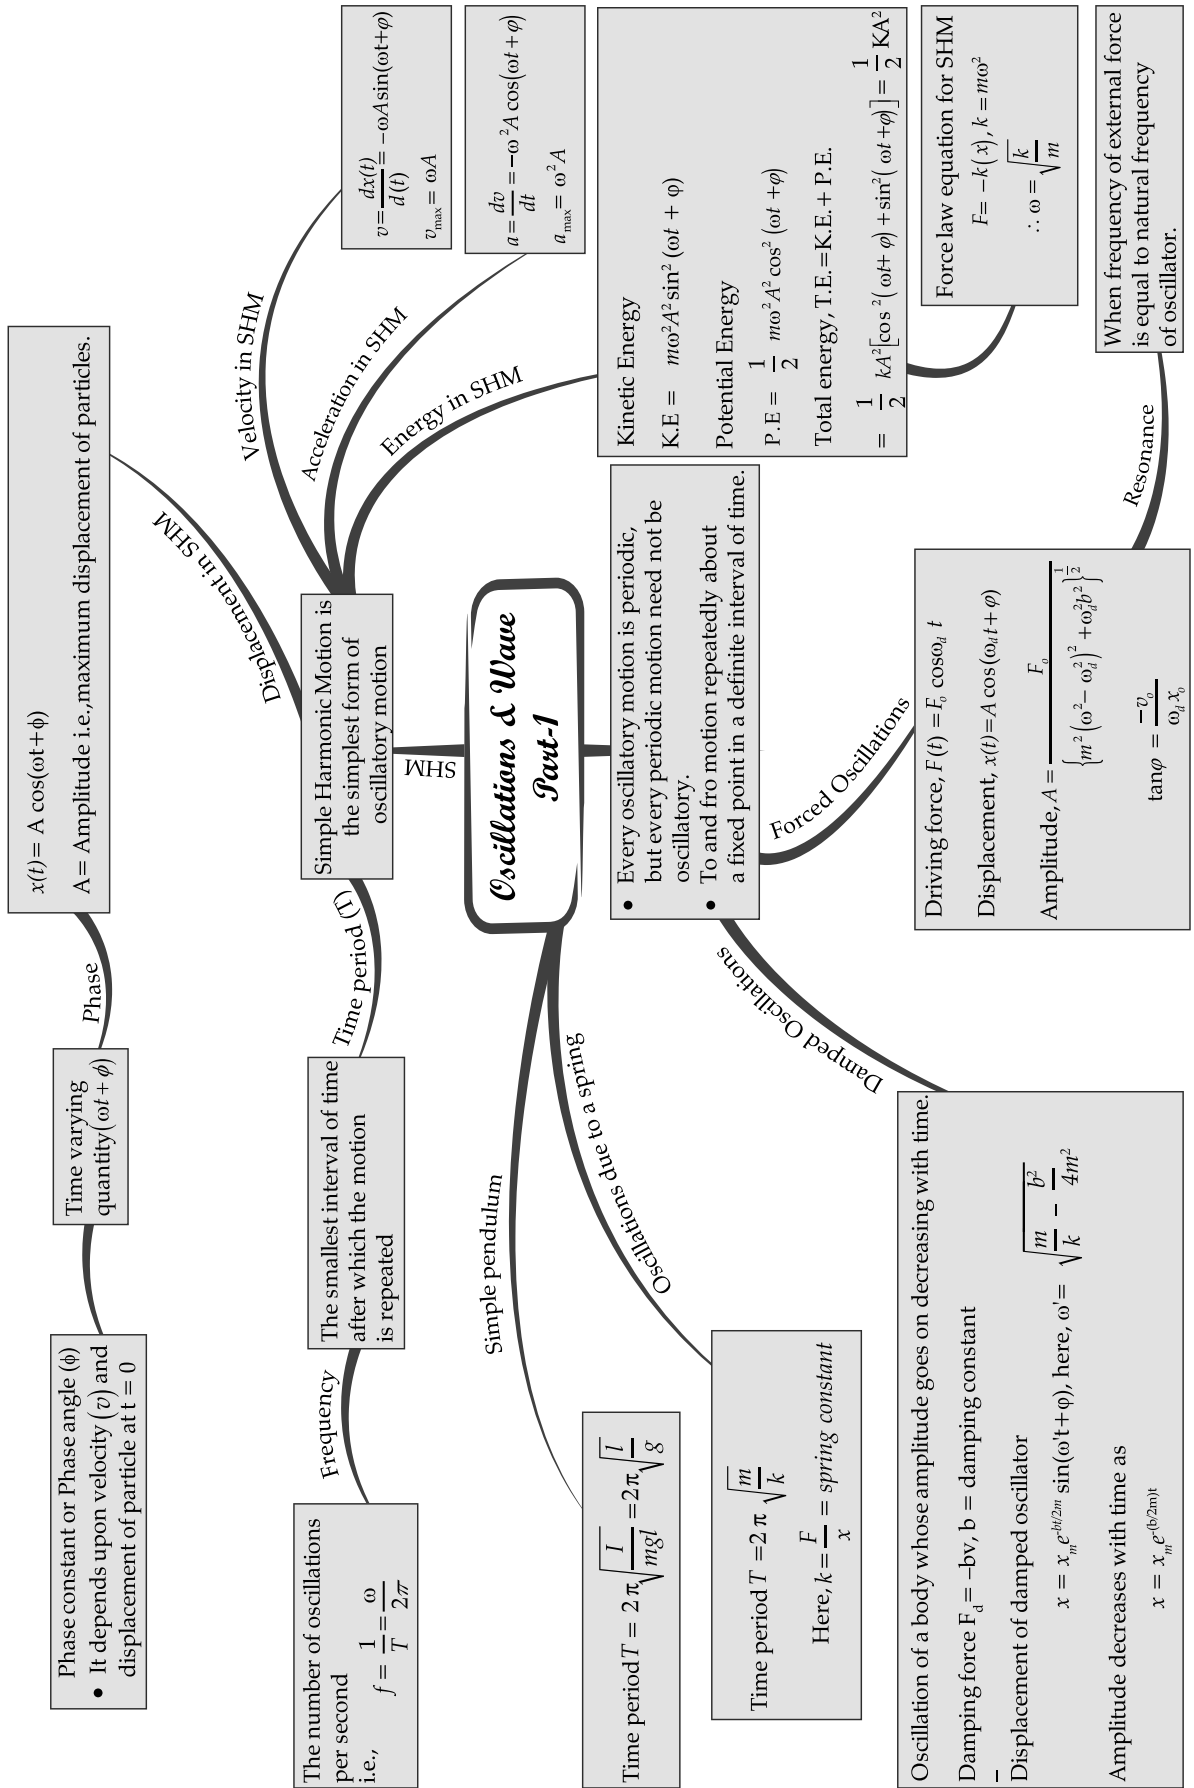 Oscillations & Wave
Part-1
SHM
Simple Harmonic Motion is
the simplest form of
oscillatory motion
Displacement in SHM
x(t)= A cos(ωt+ϕ)
A= Amplitude i.e.,maximum displacement of particles.
Phase
Time varying
quantity(ωt + ϕ)
Phase constant or Phase angle (ϕ)
• It depends upon velocity (v) and
displacement of particle at t = 0
Time period (T)
The smallest interval of time
after which the motion
is repeated
Frequency
The number of oscillations
per second
i.e., f = 1/T = ω/2π
Velocity in SHM
v = dx(t)/d(t) = −ωA sin(ωt+φ)
v_max = ωA
Acceleration in SHM
a = dv/dt = −ω²A cos(ωt+φ)
a_max = ω²A
Energy in SHM
Kinetic Energy
K.E = mω²A² sin² (ωt + φ)
Potential Energy
P.E = 1/2 mω²A² cos² (ωt +φ)
Total energy, T.E.=K.E.+ P.E.
= 1/2 kA²[cos²(ωt+ φ)+sin²(ωt+φ)] = 1/2 KA²
Force law equation for SHM
F= −k(x), k = mω²
∴ ω = √(k/m)
Simple pendulum
Time period T = 2π√(I/mgl) =2π√(l/g)
Oscillations due to a spring
Time period T =2 π √(m/k)
Here, k = F/x = spring constant
• Every oscillatory motion is periodic,
but every periodic motion need not be
oscillatory.
• To and fro motion repeatedly about
a fixed point in a definite interval of time.
Damped Oscillations
Oscillation of a body whose amplitude goes on decreasing with time.
Damping force F_d = −bv, b = damping constant
Displacement of damped oscillator
x = x_m e^-bt/2m sin(ω't+φ), here, ω'= √(m/k − b²/4m²)
Amplitude decreases with time as
x = x_m e^-(b/2m)t
Forced Oscillations
Driving force, F(t) = F_o cosω_d t
Displacement, x(t)=A cos(ω_d t+φ)
Amplitude, A = F_o/{m²(ω²− ω_d²)² +ω_d²b²}^1/2
tanφ = −v_o/ω_d x_o
Resonance
When frequency of external force
is equal to natural frequency
of oscillator.